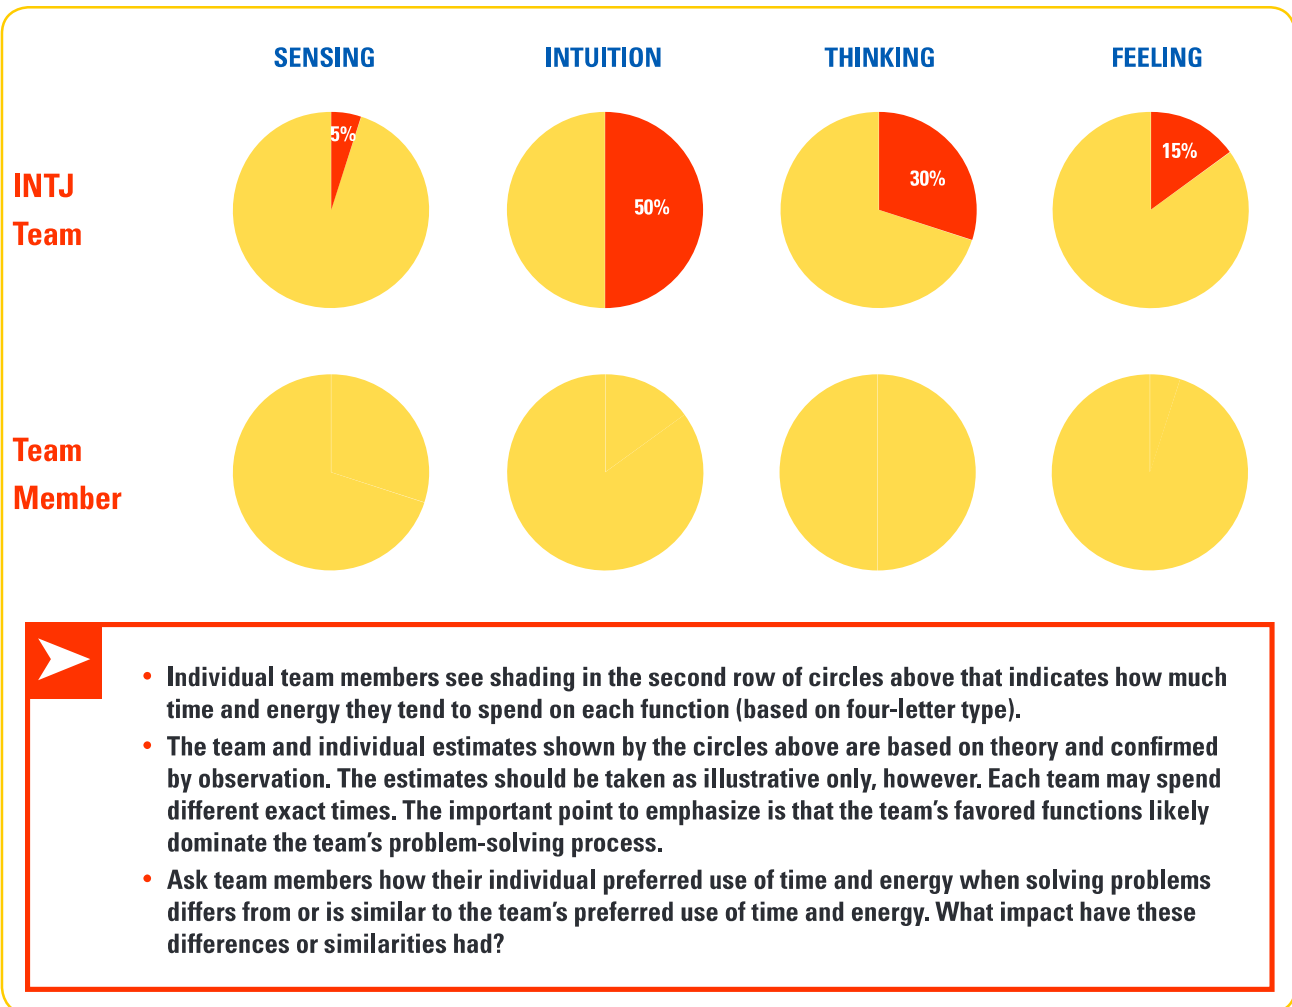 SENSING INTUITION THINKING FEELING
INTJ
Team
5%
50%
30%
15%
Team
Member
• Individual team members see shading in the second row of circles above that indicates how much
time and energy they tend to spend on each function (based on four-letter type).
• The team and individual estimates shown by the circles above are based on theory and confirmed
by observation. The estimates should be taken as illustrative only, however. Each team may spend
different exact times. The important point to emphasize is that the team’s favored functions likely
dominate the team’s problem-solving process.
• Ask team members how their individual preferred use of time and energy when solving problems
differs from or is similar to the team’s preferred use of time and energy. What impact have these
differences or similarities had?